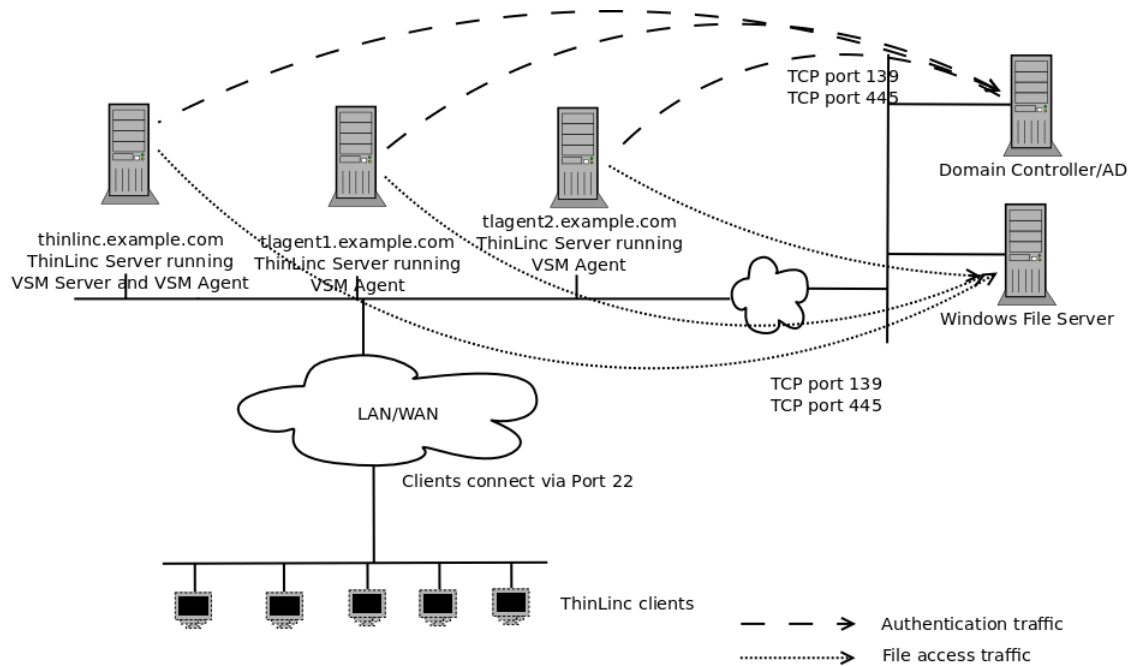 TCP port 139
TCP port 445
Domain Controller/AD
thinlinc.example.com
ThinLinc Server running
VSM Server and VSM Agent
tlagent1.example.com
ThinLinc Server running
VSM Agent
tlagent2.example.com
ThinLinc Server running
VSM Agent
Windows File Server
TCP port 139
TCP port 445
LAN/WAN
Clients connect via Port 22
ThinLinc clients
Authentication traffic
File access traffic